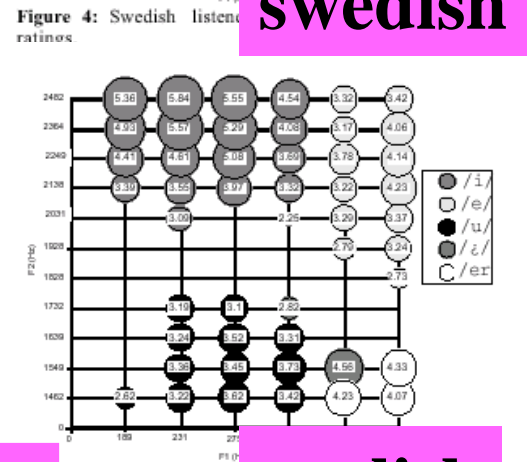 swedish
Figure 4: Swedish
ratings.
2482 5.36 5.84 5.55 4.54 3.32 3.42
2364 4.93 5.57 5.29 4.08 3.17 4.06
2249 4.41 4.61 5.08 3.69 3.78 4.14
2138 3.39 3.55 3.97 3.32 3.22 4.23
2031 3.09 2.25 3.29 3.37
1928 2.79 3.24
1828 2.73
1732 3.19 3.1 2.82
1639 3.24 3.52 3.31
1549 3.36 3.45 3.73 4.56 4.33
1462 2.62 3.22 3.62 3.42 4.23 4.07
0
0 189 231
F2(Hz)
F1
/i/
/e/
/u/
/¿/
/er